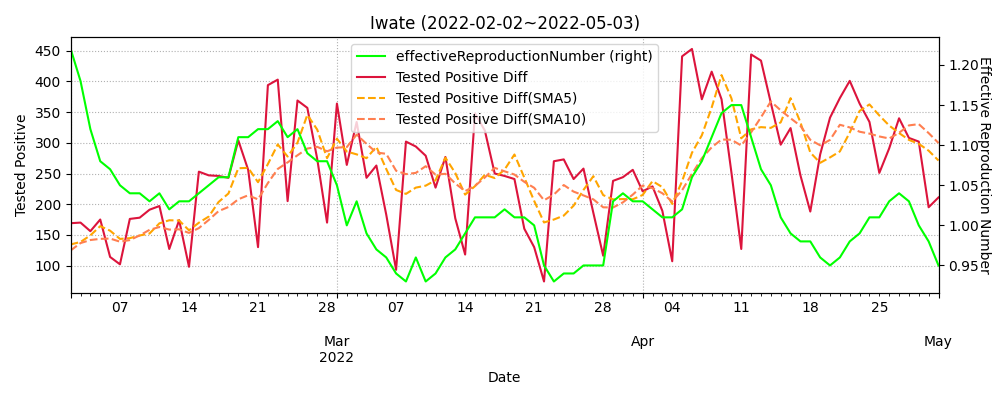 Iwate (2022-02-02~2022-05-03)
effectiveReproductionNumber (right)
Tested Positive Diff
Tested Positive Diff(SMA5)
Tested Positive Diff(SMA10)
Tested Positive
450
400
350
300
250
200
150
100
1.20
1.15
1.10
1.05
1.00
0.95
Effective Reproduction Number
07 14 21 28 07 14 21 28 04 11 18 25
Mar Apr May
2022
Date